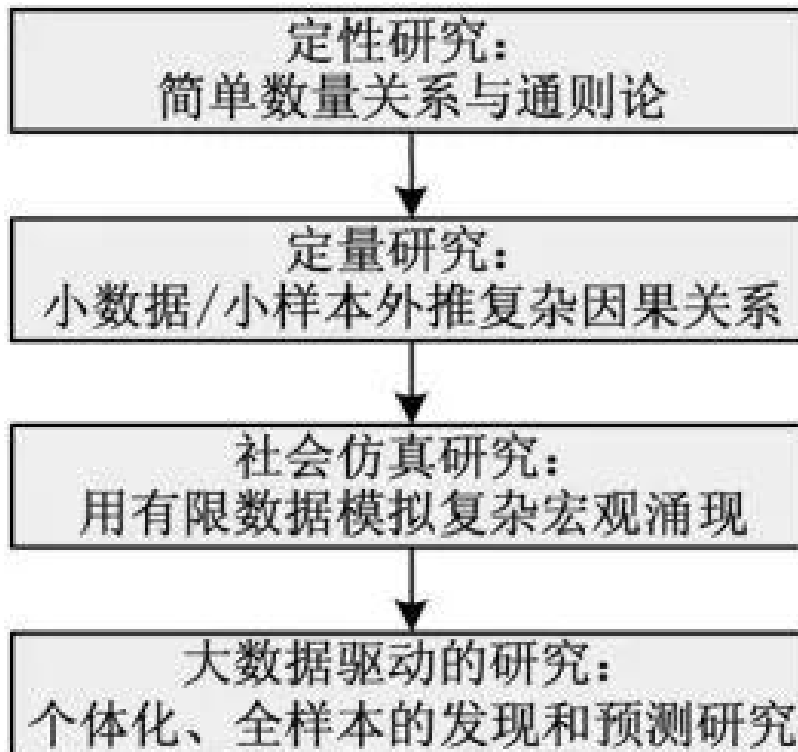 定性研究：
简单数量关系与通则论
定量研究：
小数据/小样本外推复杂因果关系
社会仿真研究：
用有限数据模拟复杂宏观涌现
大数据驱动的研究：
个体化、全样本的发现和预测研究